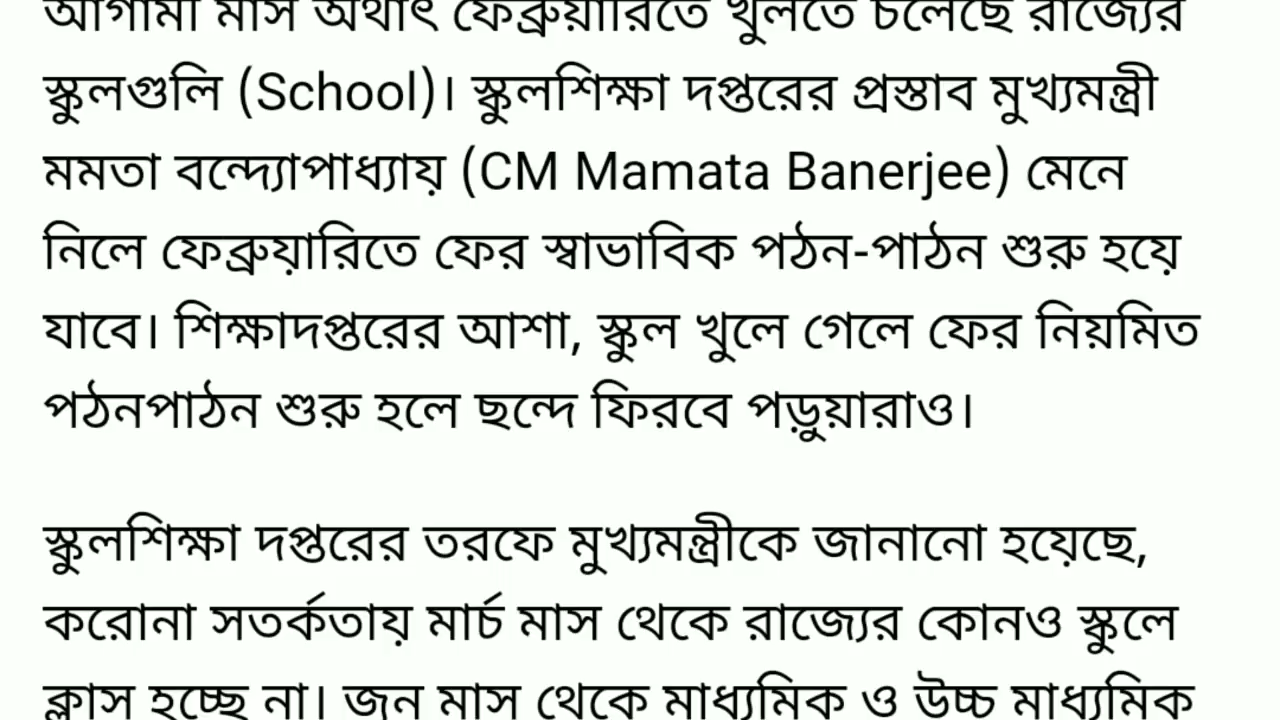 আগামী মাস অর্থাৎ ফেব্রুয়ারিতে খুলতে চলেছে রাজ্যের
স্কুলগুলি (School)। স্কুলশিক্ষা দপ্তরের প্রস্তাব মুখ্যমন্ত্রী
মমতা বন্দ্যোপাধ্যায় (CM Mamata Banerjee) মেনে
নিলে ফেব্রুয়ারিতে ফের স্বাভাবিক পঠন-পাঠন শুরু হয়ে
যাবে। শিক্ষাদপ্তরের আশা, স্কুল খুলে গেলে ফের নিয়মিত
পঠনপাঠন শুরু হলে ছন্দে ফিরবে পড়ুয়ারাও।
স্কুলশিক্ষা দপ্তরের তরফে মুখ্যমন্ত্রীকে জানানো হয়েছে,
করোনা সতর্কতায় মার্চ মাস থেকে রাজ্যের কোনও স্কুলে
ক্লাস হচ্ছে না। জুন মাস থেকে মাধ্যমিক ও উচ্চ মাধ্যমিক